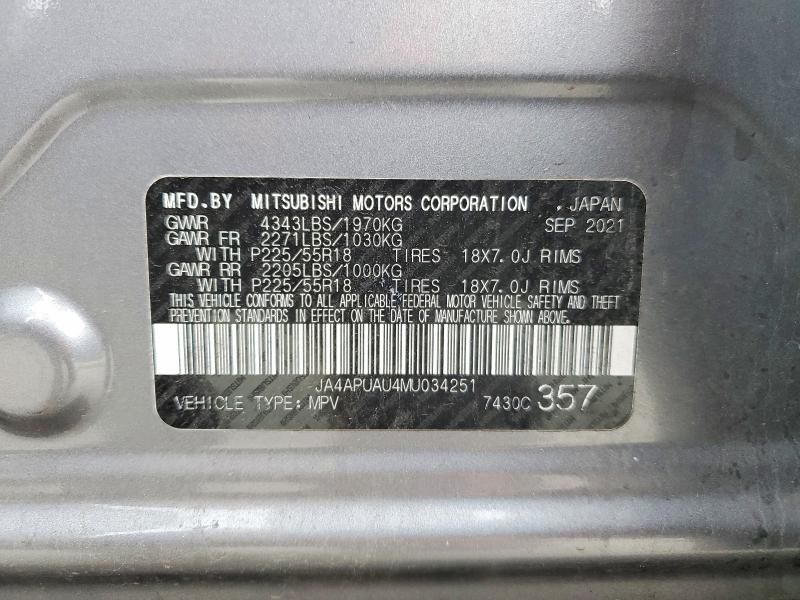 MFD.BY MITSUBISHI MOTORS CORPORATION . JAPAN
GVWR 4343LBS/1970KG SEP 2021
GAWR FR 2271LBS/1030KG
WITH P225/55R18 TIRES 18X7.0J RIMS
GAWR RR 2205LBS/1000KG
WITH P225/55R18 TIRES 18X7.0J RIMS
THIS VEHICLE CONFORMS TO ALL APPLICABLE FEDERAL MOTOR VEHICLE SAFETY AND THEFT
PREVENTION STANDARDS IN EFFECT ON THE DATE OF MANUFACTURE SHOWN ABOVE.
JA4APUAU4MU034251
VEHICLE TYPE: MPV 7430C 357